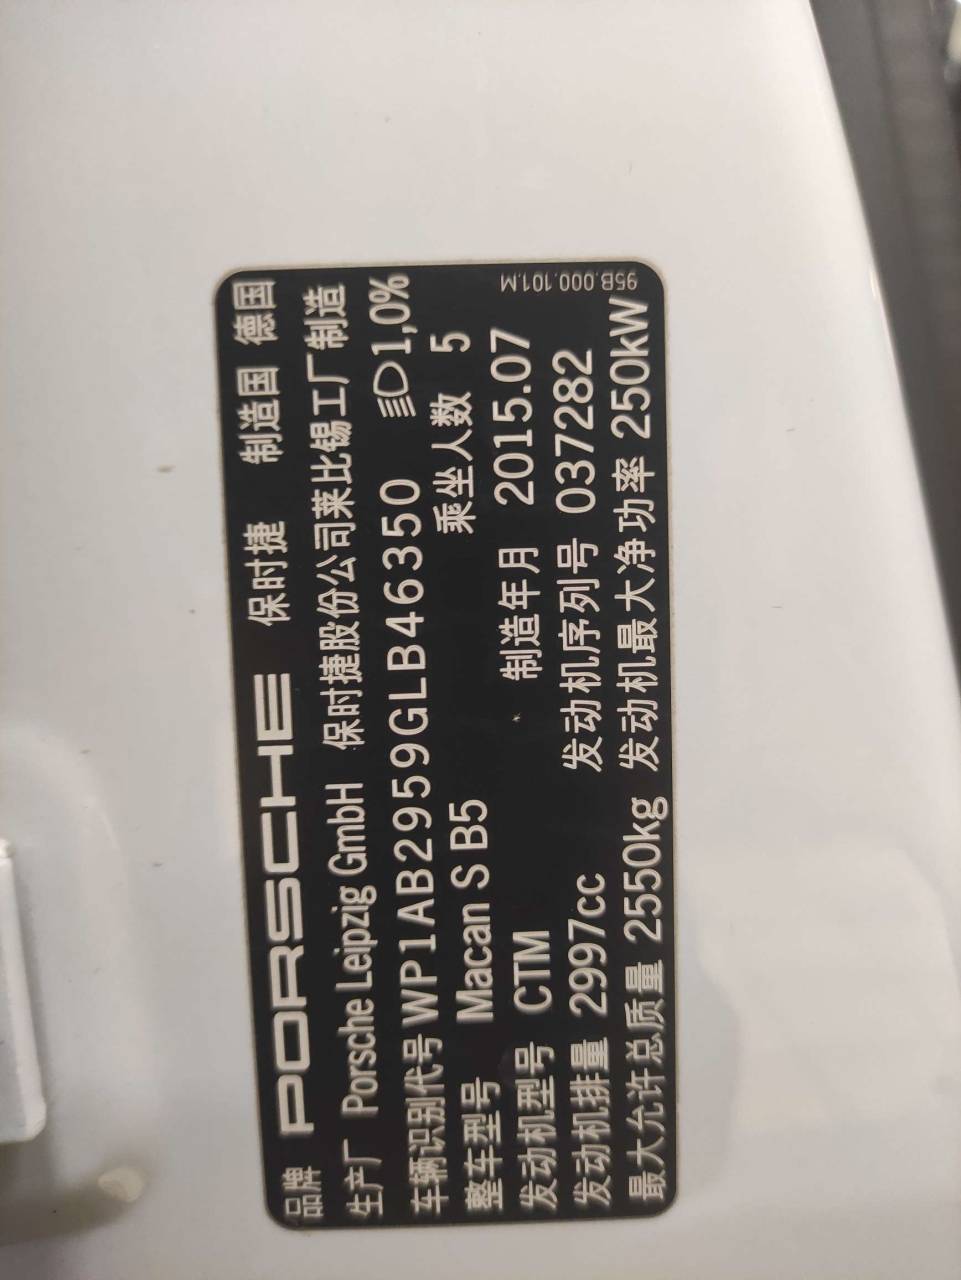 品牌 PORSCHE 保时捷 制造国 德国
生产厂 Porsche Leipzig GmbH 保时捷股份公司莱比锡工厂制造
车辆识别代号 WP1AB2959GLB46350 1,0%
整车型号 Macan S B5 乘坐人数 5
发动机型号 CTM 制造年月 2015.07
发动机排量 2997cc 发动机序列号 037282
最大允许总质量 2550kg 发动机最大净功率 250kW
95B.000.101.M